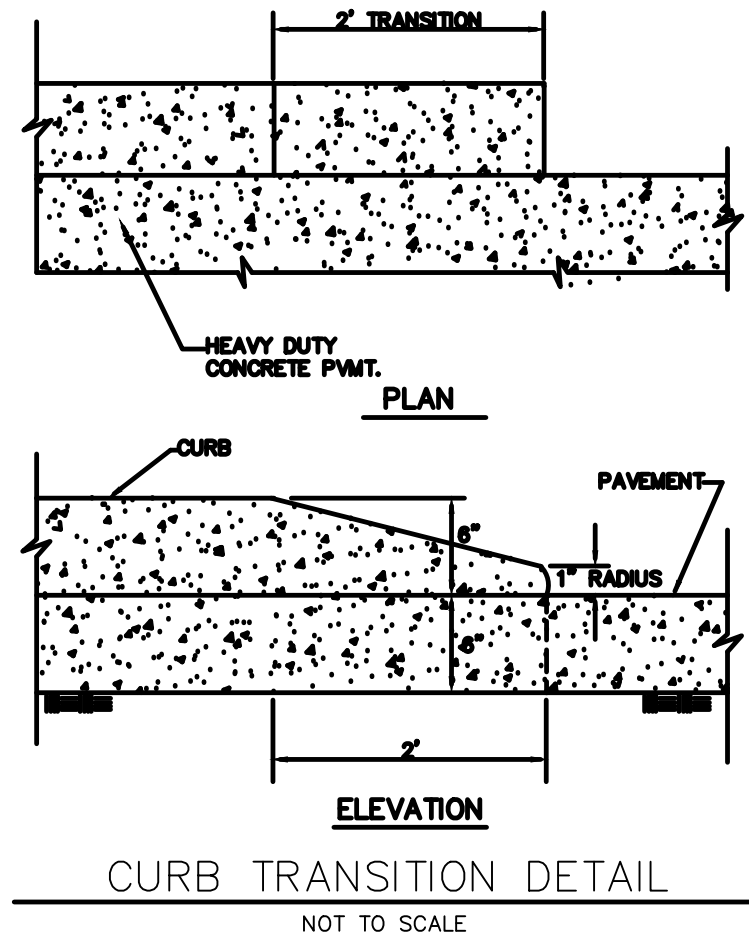 2' TRANSITION
HEAVY DUTY
CONCRETE PVMT.
PLAN
CURB
PAVEMENT
6"
1" RADIUS
6"
2'
ELEVATION
CURB TRANSITION DETAIL
NOT TO SCALE